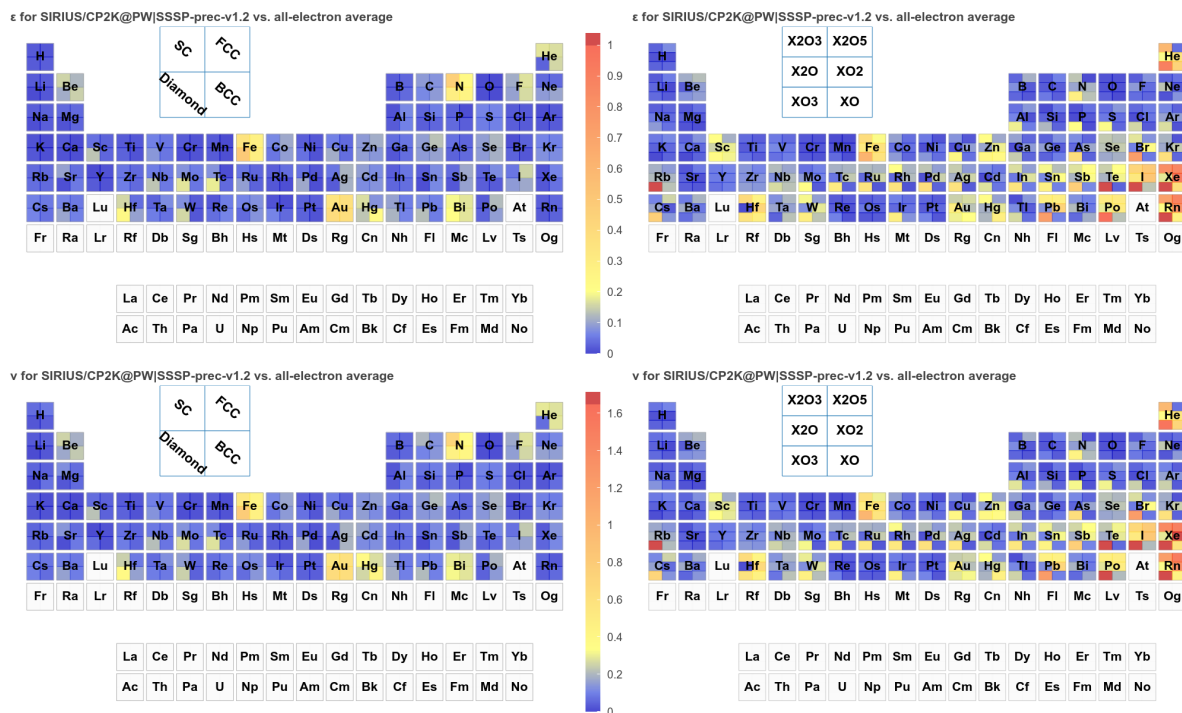 ε for SIRIUS/CP2K@PW|SSSP-prec-v1.2 vs. all-electron average
SC FCC
Diamond BCC
H He
Li Be B C N O F Ne
Na Mg Al Si P S Cl Ar
K Ca Sc Ti V Cr Mn Fe Co Ni Cu Zn Ga Ge As Se Br Kr
Rb Sr Y Zr Nb Mo Tc Ru Rh Pd Ag Cd In Sn Sb Te I Xe
Cs Ba Lu Hf Ta W Re Os Ir Pt Au Hg Tl Pb Bi Po At Rn
Fr Ra Lr Rf Db Sg Bh Hs Mt Ds Rg Cn Nh Fl Mc Lv Ts Og
La Ce Pr Nd Pm Sm Eu Gd Tb Dy Ho Er Tm Yb
Ac Th Pa U Np Pu Am Cm Bk Cf Es Fm Md No
1
0.9
0.8
0.7
0.6
0.5
0.4
0.3
0.2
0.1
0
ε for SIRIUS/CP2K@PW|SSSP-prec-v1.2 vs. all-electron average
X2O3 X2O5
X2O XO2
XO3 XO
H He
Li Be B C N O F Ne
Na Mg Al Si P S Cl Ar
K Ca Sc Ti V Cr Mn Fe Co Ni Cu Zn Ga Ge As Se Br Kr
Rb Sr Y Zr Nb Mo Tc Ru Rh Pd Ag Cd In Sn Sb Te I Xe
Cs Ba Lu Hf Ta W Re Os Ir Pt Au Hg Tl Pb Bi Po At Rn
Fr Ra Lr Rf Db Sg Bh Hs Mt Ds Rg Cn Nh Fl Mc Lv Ts Og
La Ce Pr Nd Pm Sm Eu Gd Tb Dy Ho Er Tm Yb
Ac Th Pa U Np Pu Am Cm Bk Cf Es Fm Md No
ν for SIRIUS/CP2K@PW|SSSP-prec-v1.2 vs. all-electron average
SC FCC
Diamond BCC
H He
Li Be B C N O F Ne
Na Mg Al Si P S Cl Ar
K Ca Sc Ti V Cr Mn Fe Co Ni Cu Zn Ga Ge As Se Br Kr
Rb Sr Y Zr Nb Mo Tc Ru Rh Pd Ag Cd In Sn Sb Te I Xe
Cs Ba Lu Hf Ta W Re Os Ir Pt Au Hg Tl Pb Bi Po At Rn
Fr Ra Lr Rf Db Sg Bh Hs Mt Ds Rg Cn Nh Fl Mc Lv Ts Og
La Ce Pr Nd Pm Sm Eu Gd Tb Dy Ho Er Tm Yb
Ac Th Pa U Np Pu Am Cm Bk Cf Es Fm Md No
1.6
1.4
1.2
1
0.8
0.6
0.4
0.2
0
ν for SIRIUS/CP2K@PW|SSSP-prec-v1.2 vs. all-electron average
X2O3 X2O5
X2O XO2
XO3 XO
H He
Li Be B C N O F Ne
Na Mg Al Si P S Cl Ar
K Ca Sc Ti V Cr Mn Fe Co Ni Cu Zn Ga Ge As Se Br Kr
Rb Sr Y Zr Nb Mo Tc Ru Rh Pd Ag Cd In Sn Sb Te I Xe
Cs Ba Lu Hf Ta W Re Os Ir Pt Au Hg Tl Pb Bi Po At Rn
Fr Ra Lr Rf Db Sg Bh Hs Mt Ds Rg Cn Nh Fl Mc Lv Ts Og
La Ce Pr Nd Pm Sm Eu Gd Tb Dy Ho Er Tm Yb
Ac Th Pa U Np Pu Am Cm Bk Cf Es Fm Md No